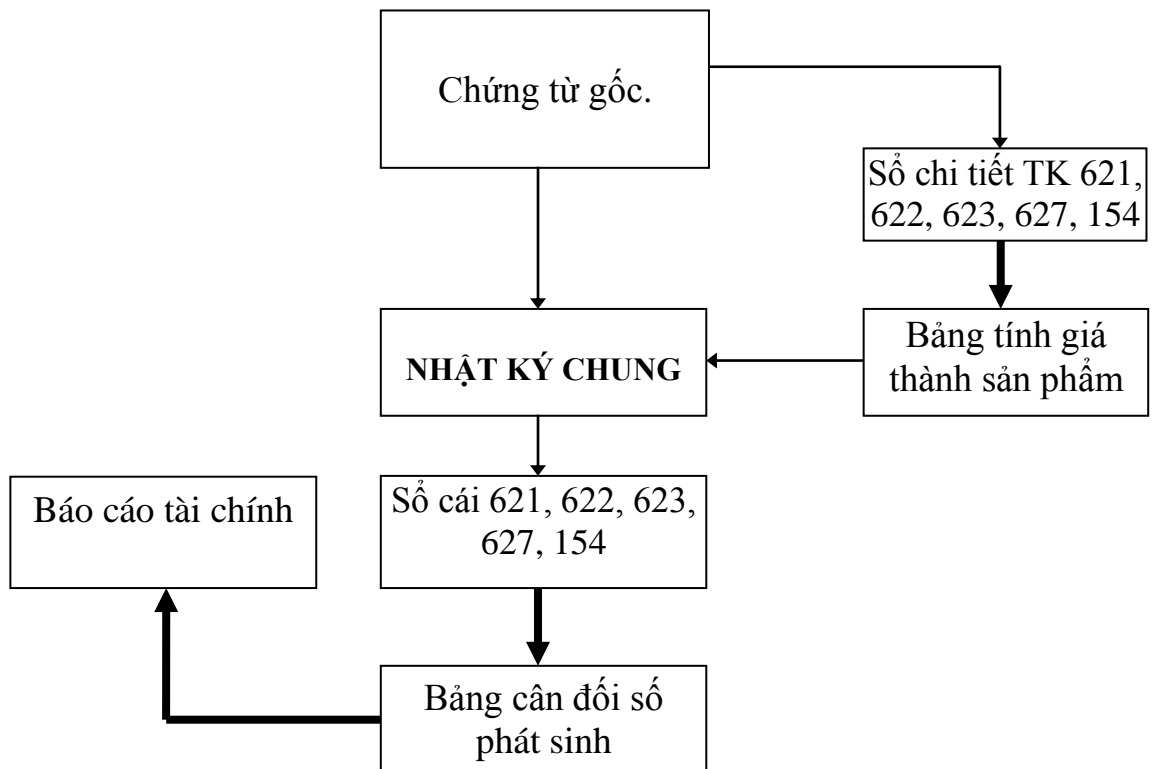 Chứng từ gốc.
Sổ chi tiết TK 621,
622, 623, 627, 154
NHẬT KÝ CHUNG
Bảng tính giá
thành sản phẩm
Báo cáo tài chính
Sổ cái 621, 622, 623,
627, 154
Bảng cân đối số
phát sinh